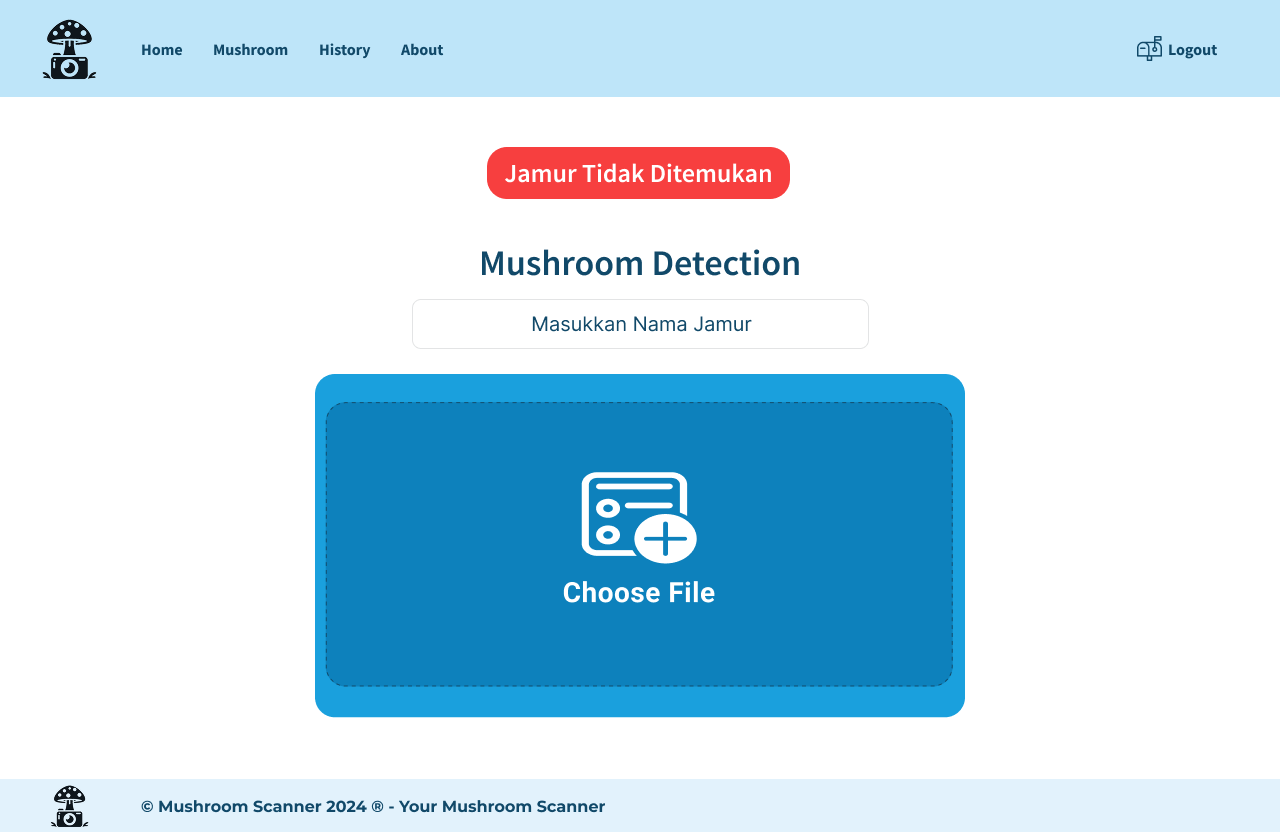 Home
Mushroom
History
About
Logout
Jamur Tidak Ditemukan
Mushroom Detection
Masukkan Nama Jamur
Choose File
© Mushroom Scanner 2024 ® - Your Mushroom Scanner